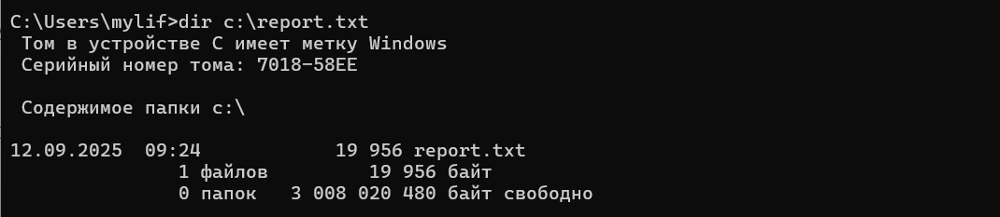 C:\Users\mylif>dir c:\report.txt
Том в устройстве C имеет метку Windows
Серийный номер тома: 7018-58EE
Содержимое папки c:\
12.09.2025  09:24            19 956 report.txt
1 файлов         19 956 байт
0 папок   3 008 020 480 байт свободно